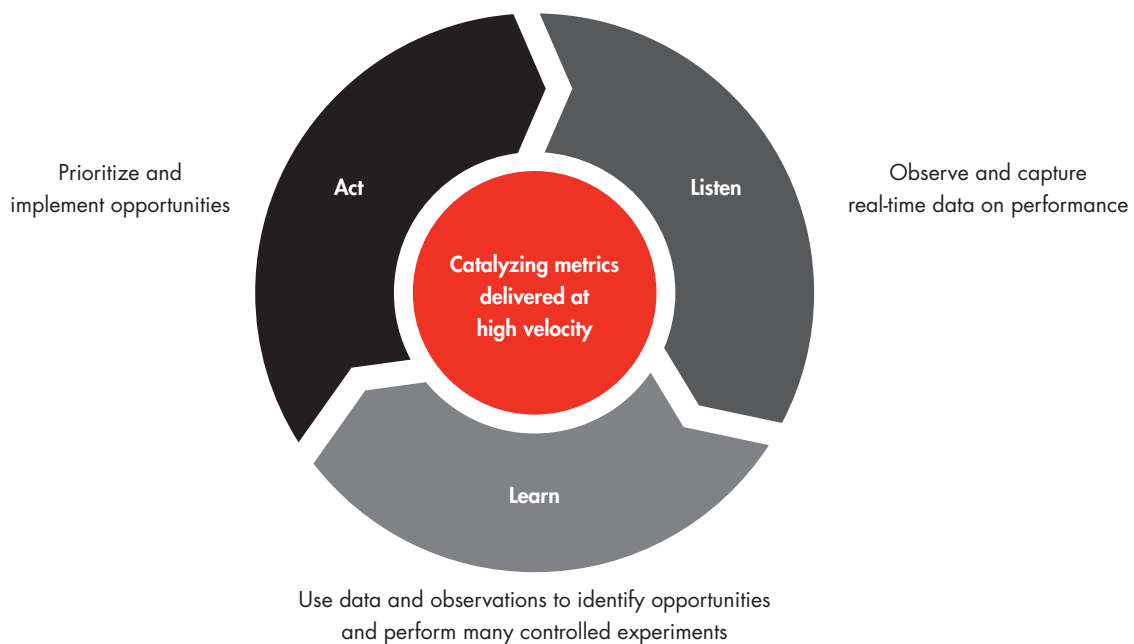 Act
Prioritize and
implement opportunities
Listen
Observe and capture
real-time data on performance
Catalyzing metrics
delivered at
high velocity
Learn
Use data and observations to identify opportunities
and perform many controlled experiments